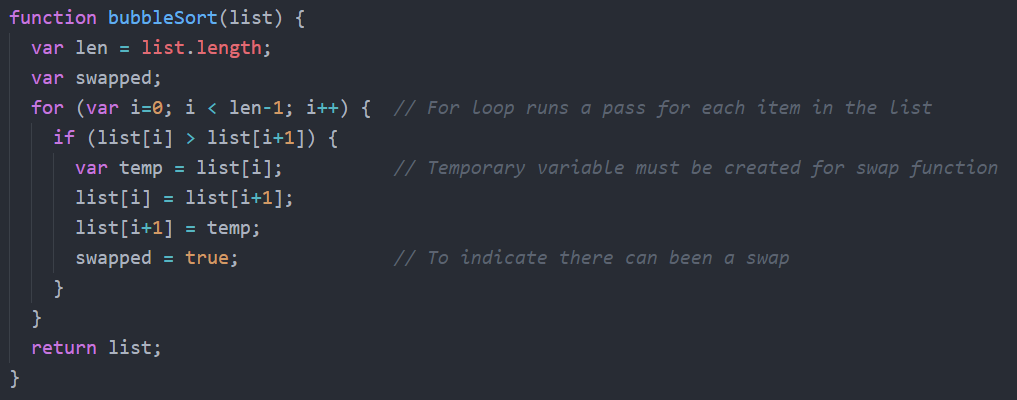 function bubbleSort(list) {
  var len = list.length;
  var swapped;
  for (var i=0; i < len-1; i++) {  // For loop runs a pass for each item in the list
    if (list[i] > list[i+1]) {
      var temp = list[i];          // Temporary variable must be created for swap function
      list[i] = list[i+1];
      list[i+1] = temp;
      swapped = true;              // To indicate there can been a swap
    }
  }
  return list;
}